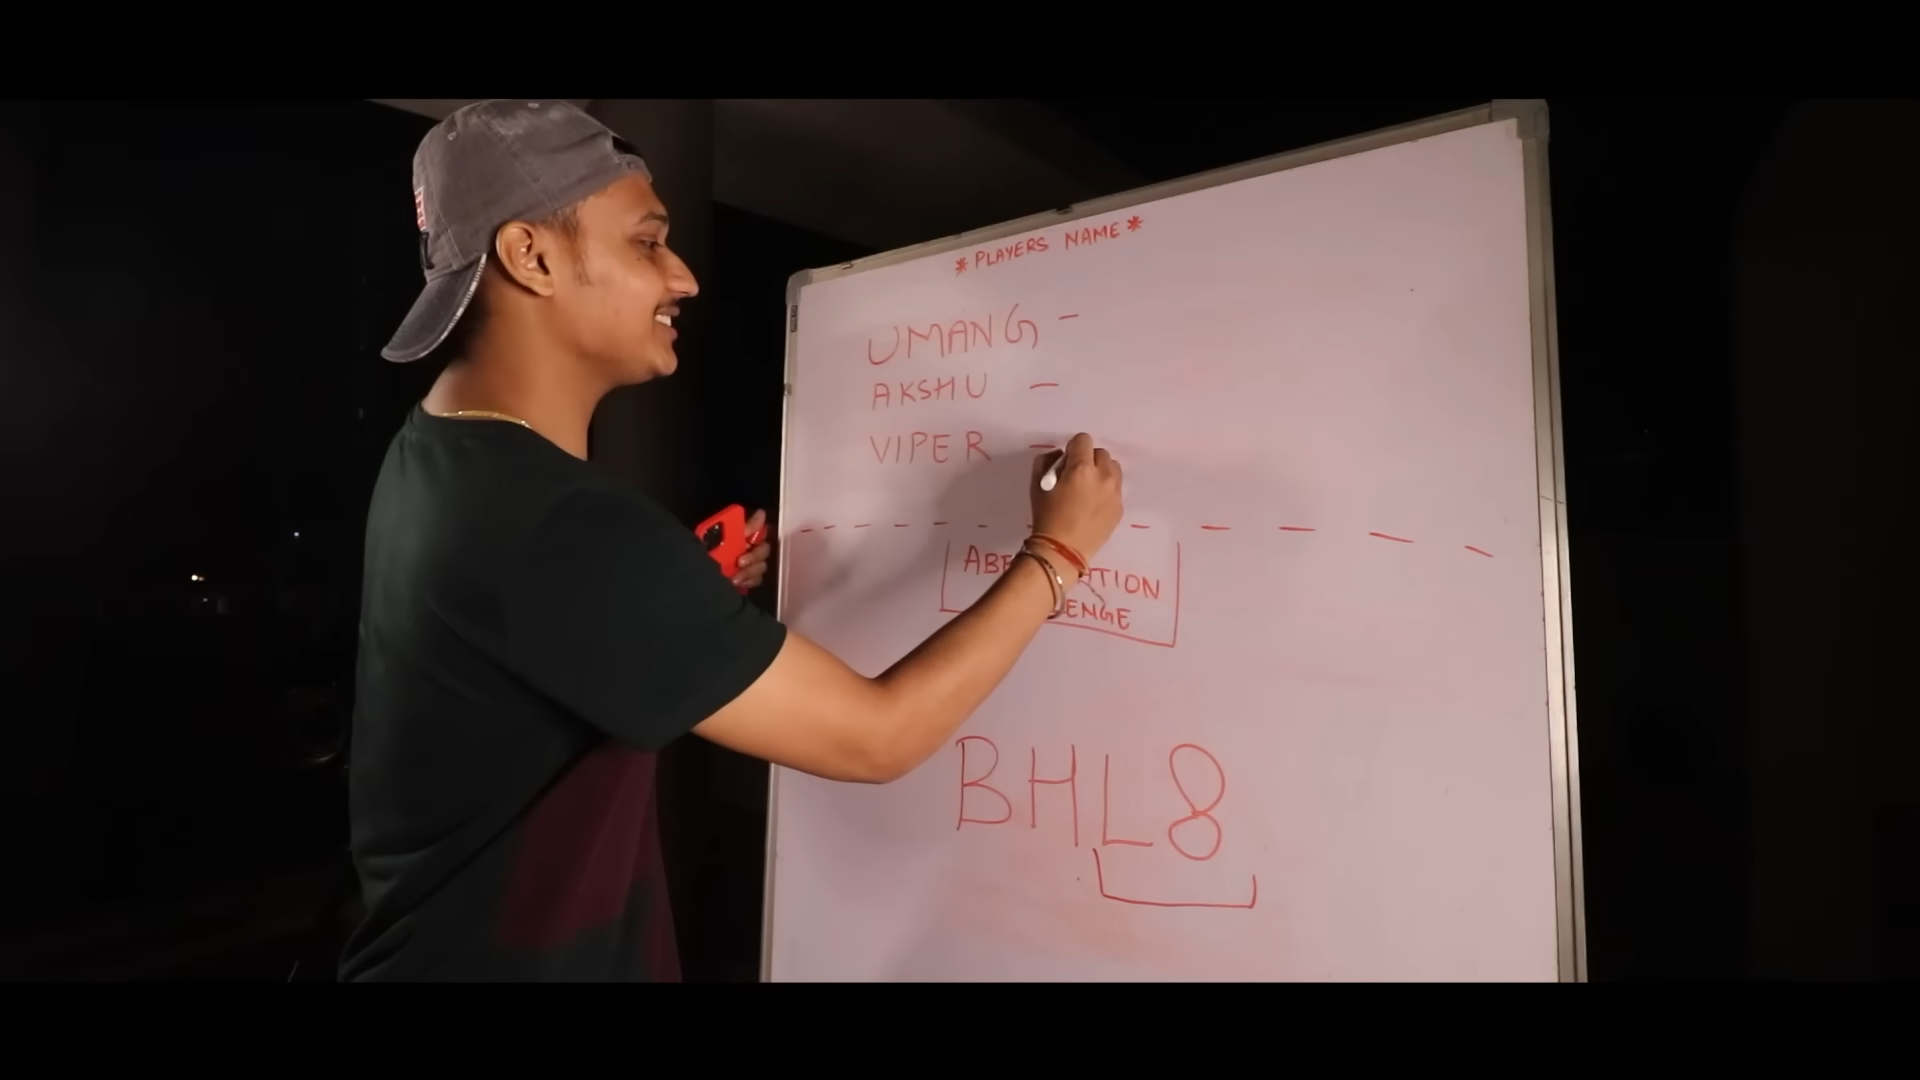 *PLAYERS NAME*
UMANG -
AKSHU -
VIPER -
BHL8